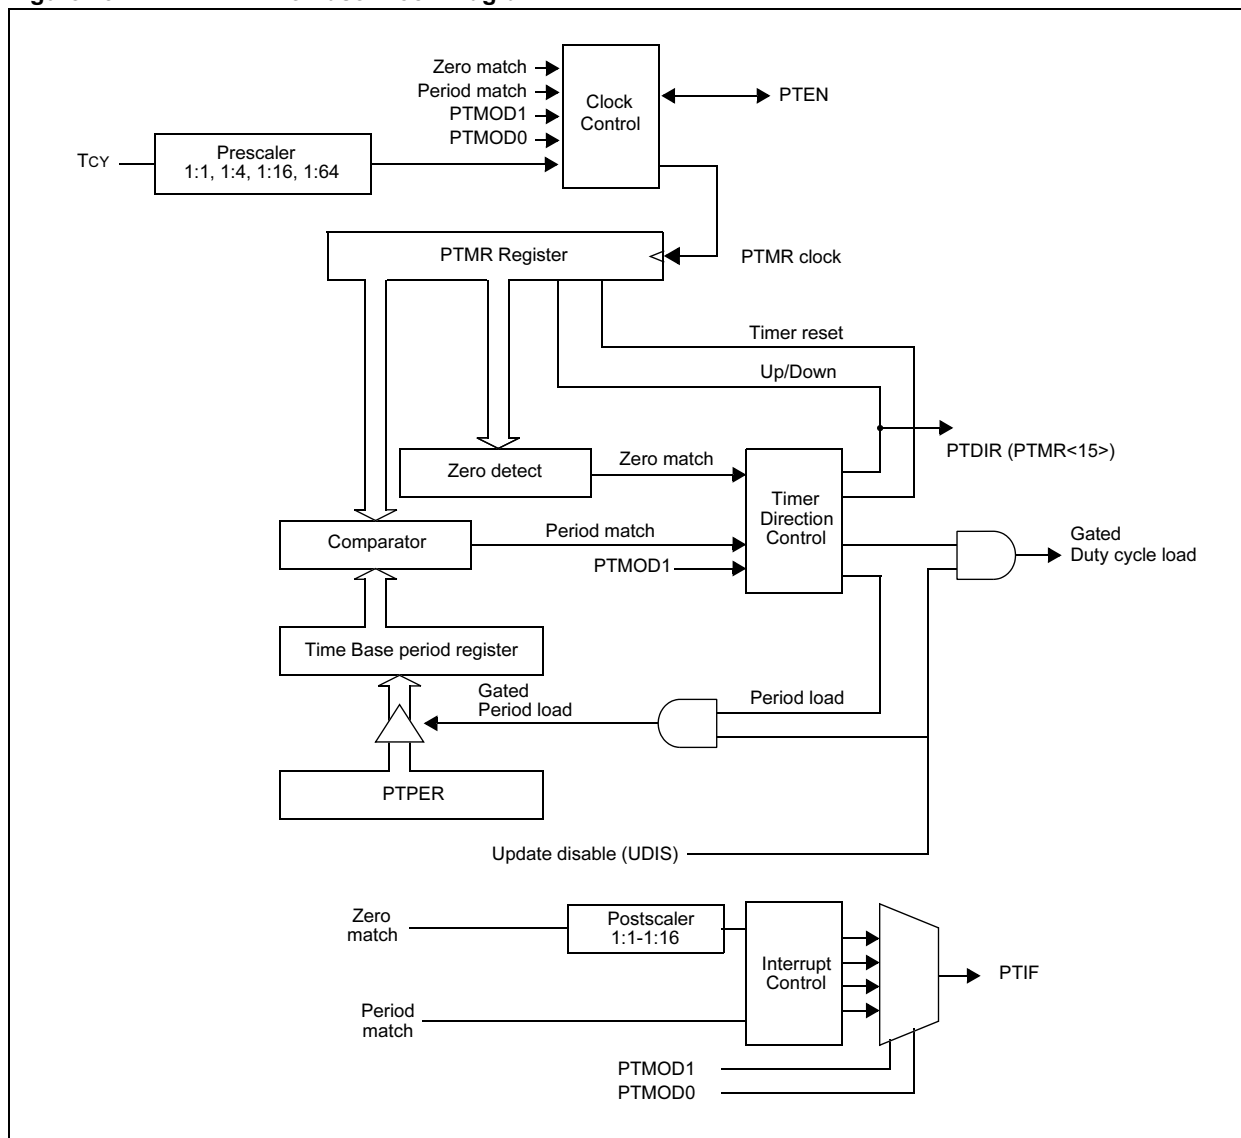 Zero match
Period match
PTMOD1
PTMOD0
Clock
Control
PTEN
TCY
Prescaler
1:1, 1:4, 1:16, 1:64
PTMR Register
PTMR clock
Timer reset
Up/Down
PTDIR (PTMR<15>)
Zero detect
Zero match
Timer
Direction
Control
Comparator
Period match
PTMOD1
Gated
Duty cycle load
Time Base period register
Gated
Period load
Period load
PTPER
Update disable (UDIS)
Zero
match
Postscaler
1:1-1:16
Interrupt
Control
PTIF
Period
match
PTMOD1
PTMOD0